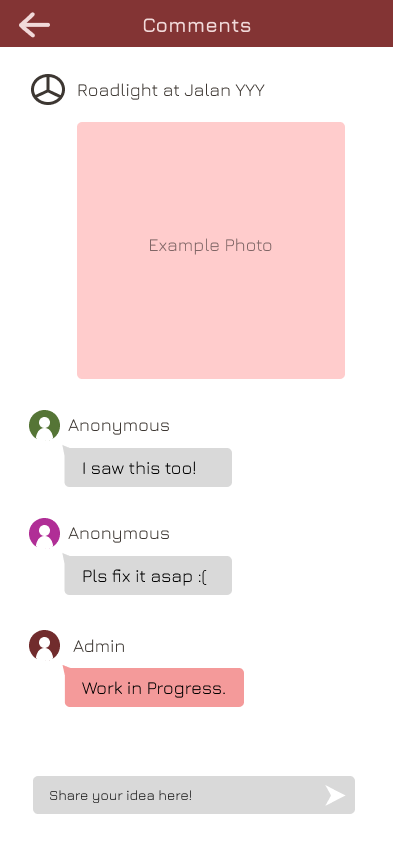 Comments
Roadlight at Jalan YYY
Example Photo
Anonymous
I saw this too!
Anonymous
Pls fix it asap :(
Admin
Work in Progress.
Share your idea here!